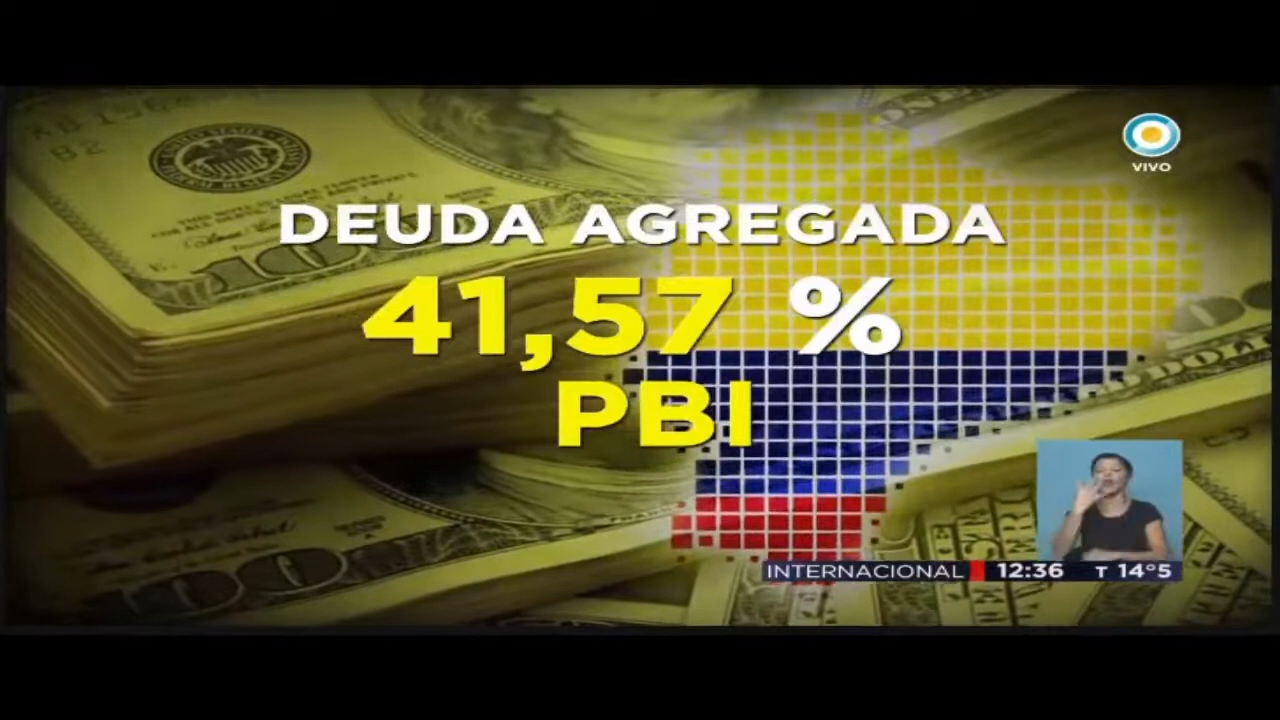 VIVO
DEUDA AGREGADA
41,57 %
PBI
INTERNACIONAL 12:36 T 14°5